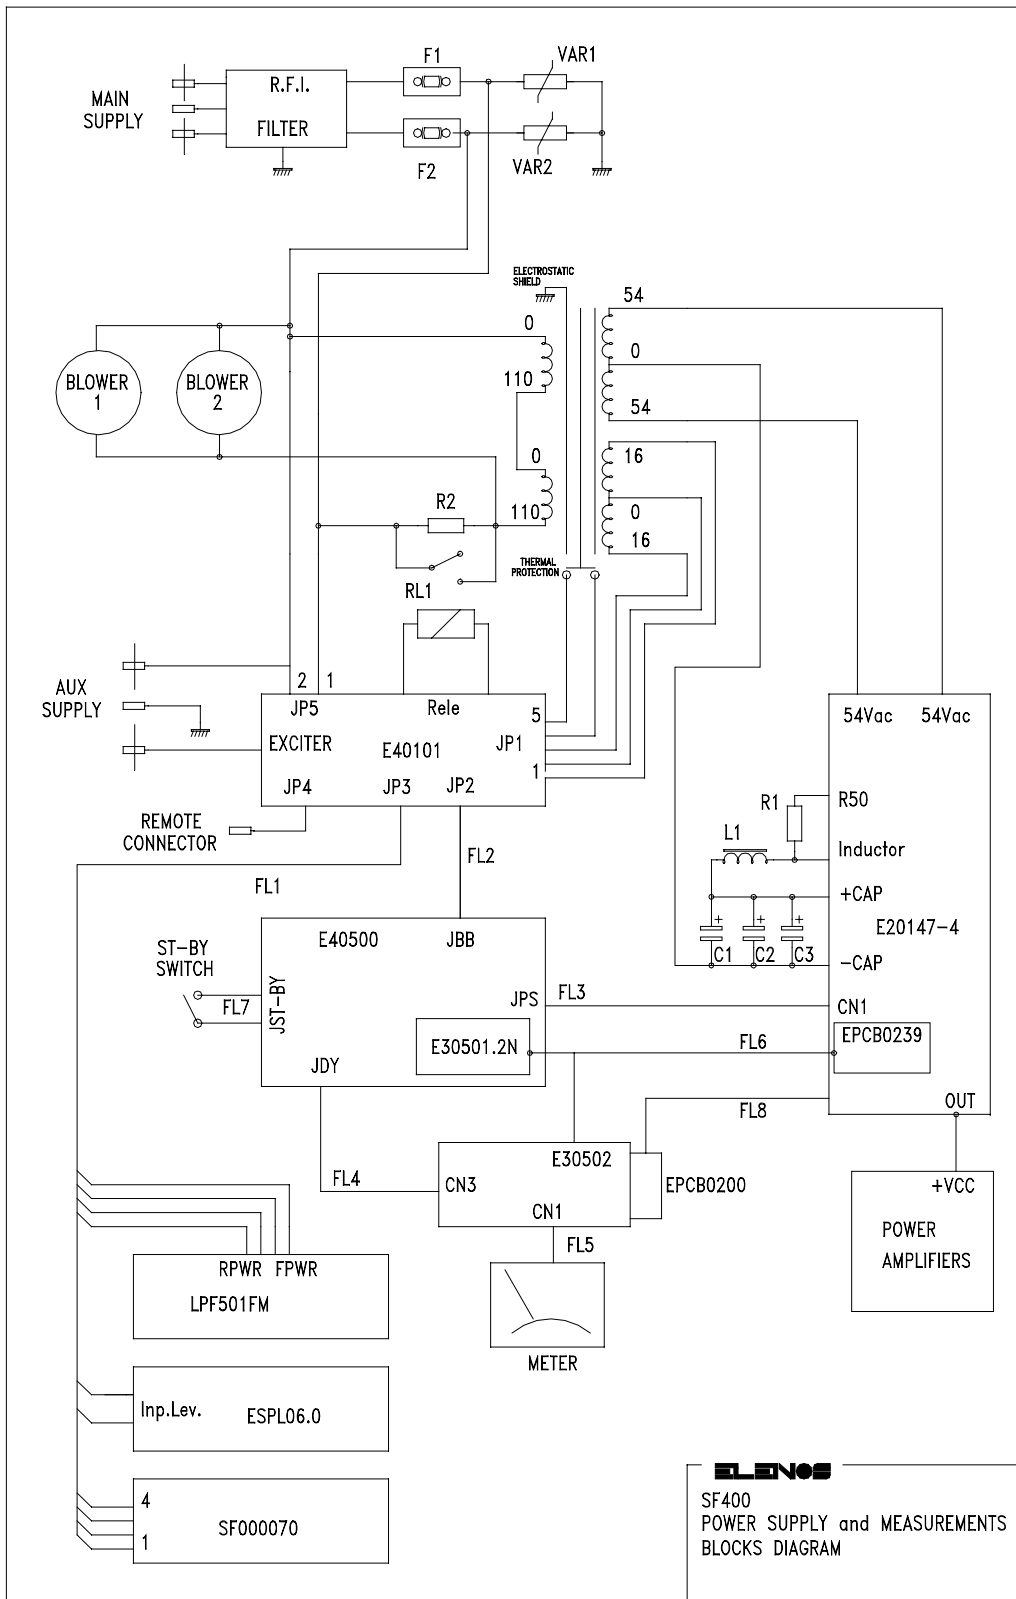 F1
VAR1
MAIN
SUPPLY
R.F.I.
FILTER
F2
VAR2
ELECTROSTATIC
SHIELD
54
0
0
110
54
BLOWER
1
BLOWER
2
0
16
R2
110
0
16
THERMAL
PROTECTION
RL1
AUX
SUPPLY
2 1
JP5
Rele
5
54Vac
54Vac
EXCITER
E40101
JP1
1
JP4
JP3
JP2
R1
R50
REMOTE
CONNECTOR
L1
Inductor
FL2
FL1
+CAP
E20147-4
E40500
JBB
ST-BY
SWITCH
C1
C2
C3
-CAP
FL7
JST-BY
JPS
FL3
CN1
E30501.2N
FL6
EPCB0239
JDY
FL8
OUT
E30502
FL4
CN3
EPCB0200
+VCC
CN1
FL5
POWER
AMPLIFIERS
RPWR FPWR
LPF501FM
METER
Inp.Lev.
ESPL06.0
4
SF000070
1
ELENOS
SF400
POWER SUPPLY and MEASUREMENTS
BLOCKS DIAGRAM